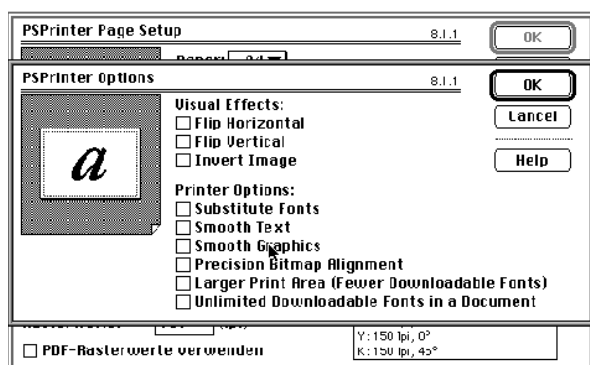 PSPrinter Page Setup 8.1.1 OK
PSPrinter Options 8.1.1 OK
Visual Effects: Cancel
Flip Horizontal
Flip Vertical
Invert Image Help
a
Printer Options:
Substitute Fonts
Smooth Text
Smooth Graphics
Precision Bitmap Alignment
Larger Print Area (Fewer Downloadable Fonts)
Unlimited Downloadable Fonts in a Document
Y: 150 lpi, 0°
PDF-Rasterwerte verwenden K: 150 lpi, 45°